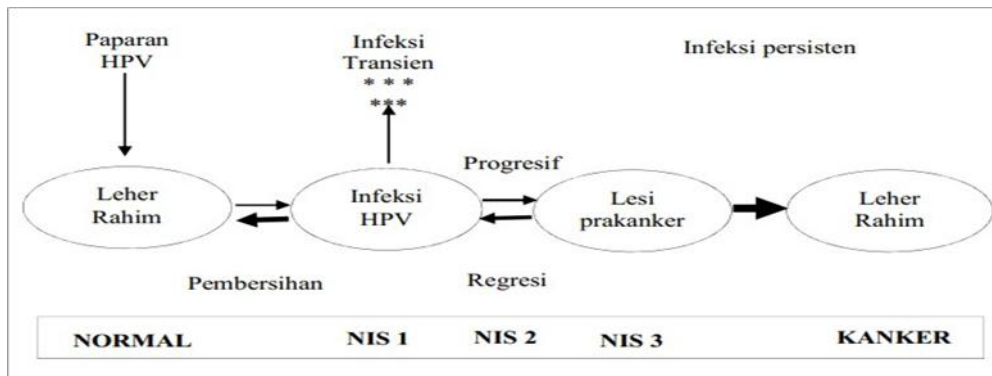 Paparan
HPV
Infeksi
Transien
* * *
***
Infeksi persisten
Progresif
Leher
Rahim
Infeksi
HPV
Lesi
prakanker
Leher
Rahim
Pembersihan
Regresi
NORMAL
NIS 1
NIS 2
NIS 3
KANKER